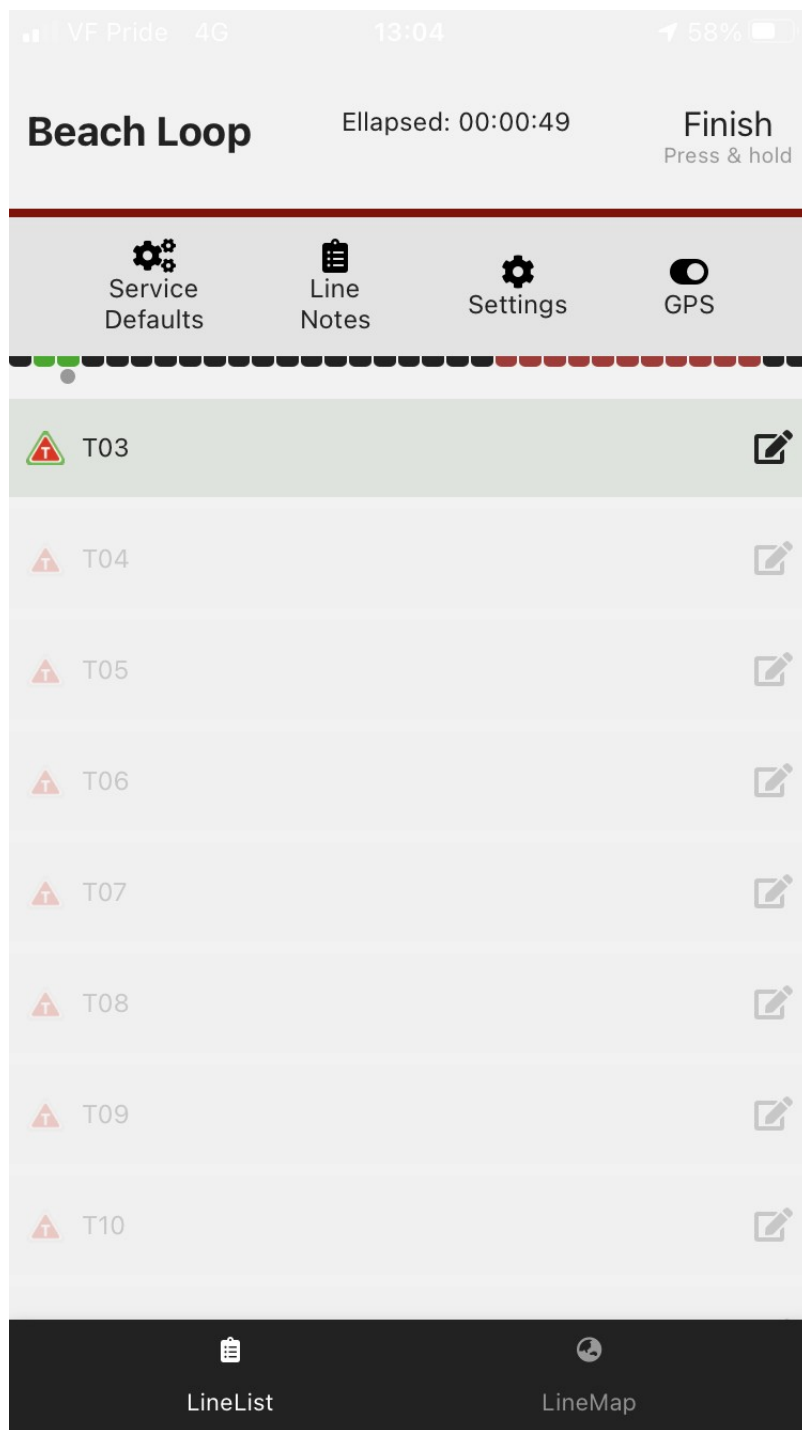 VF Pride 4G 13:04 58%
Beach Loop
Ellapsed: 00:00:49
Finish
Press & hold
Service
Defaults
Line
Notes
Settings
GPS
T T03
T T04
T T05
T T06
T T07
T T08
T T09
T T10
LineList
LineMap